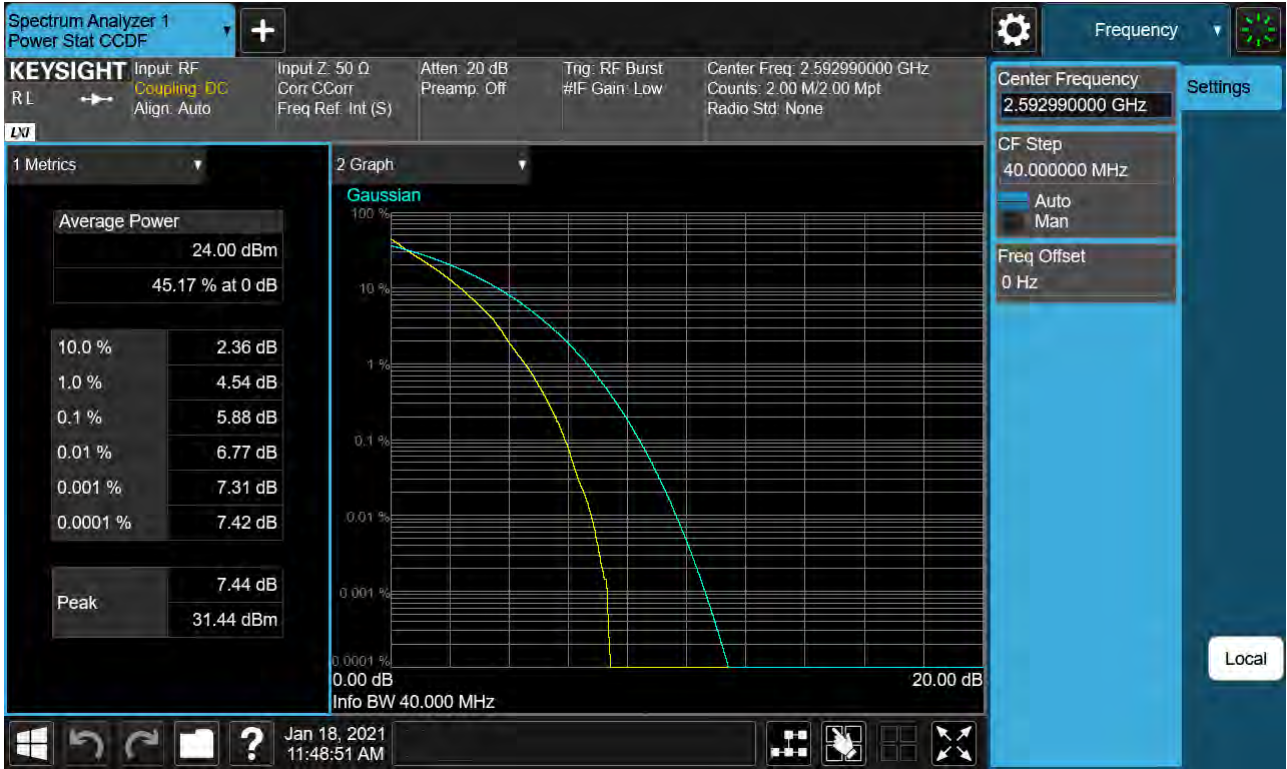 Spectrum Analyzer 1
Power Stat CCDF
+
Frequency
KEYSIGHT
R L
LXI
Input: RF
Coupling: DC
Align: Auto
Input Z: 50 Ω
Corr CCorr
Freq Ref: Int (S)
Atten: 20 dB
Preamp: Off
Trig: RF Burst
#IF Gain: Low
Center Freq: 2.592990000 GHz
Counts: 2.00 M/2.00 Mpt
Radio Std: None
Center Frequency
2.592990000 GHz
Settings
CF Step
40.000000 MHz
Auto
Man
Freq Offset
0 Hz
Local
1 Metrics
Average Power
24.00 dBm
45.17 % at 0 dB
10.0 % 2.36 dB
1.0 % 4.54 dB
0.1 % 5.88 dB
0.01 % 6.77 dB
0.001 % 7.31 dB
0.0001 % 7.42 dB
Peak
7.44 dB
31.44 dBm
2 Graph
Gaussian
100 %
10 %
1 %
0.1 %
0.01 %
0.001 %
0.0001 %
0.00 dB 20.00 dB
Info BW 40.000 MHz
?
Jan 18, 2021
11:48:51 AM